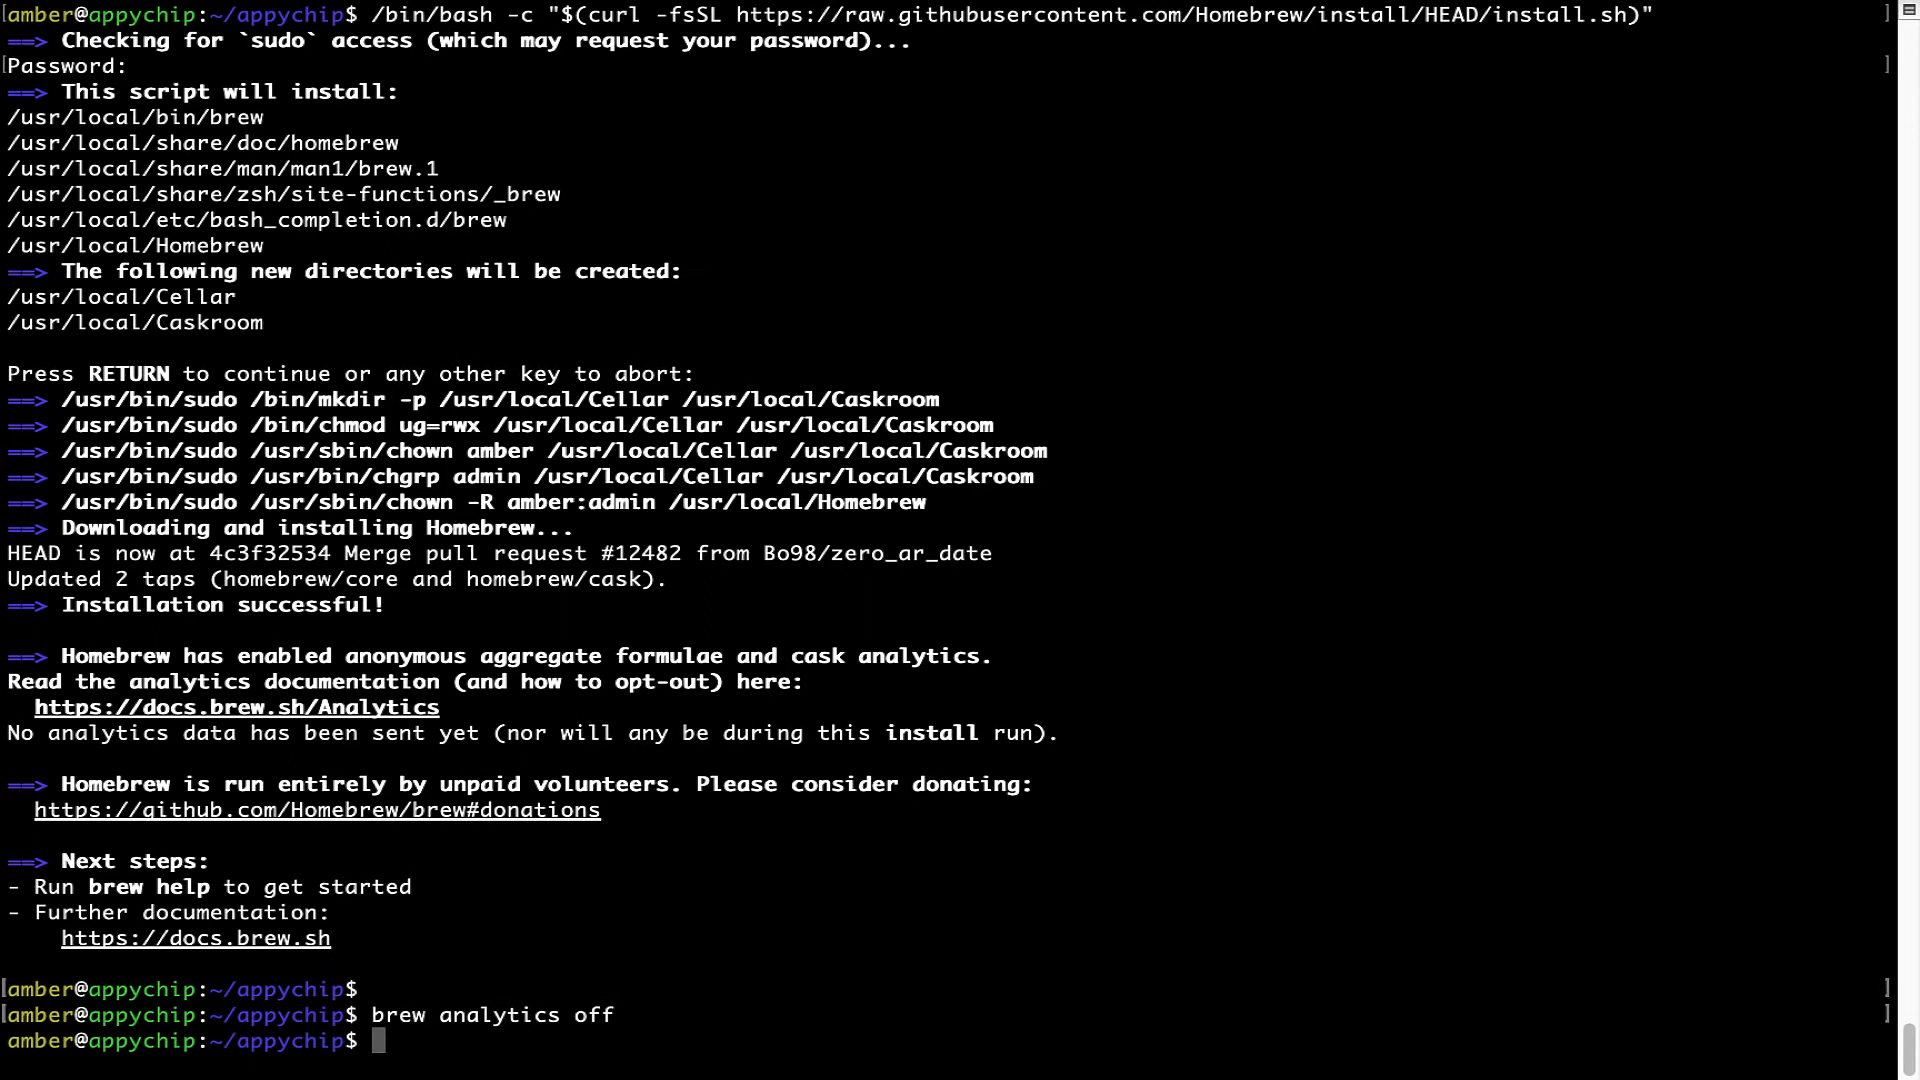 amber@appychip:~/appychip$ /bin/bash -c "$(curl -fsSL https://raw.githubusercontent.com/Homebrew/install/HEAD/install.sh)"
==> Checking for `sudo` access (which may request your password)...
Password:
==> This script will install:
/usr/local/bin/brew
/usr/local/share/doc/homebrew
/usr/local/share/man/man1/brew.1
/usr/local/share/zsh/site-functions/_brew
/usr/local/etc/bash_completion.d/brew
/usr/local/Homebrew
==> The following new directories will be created:
/usr/local/Cellar
/usr/local/Caskroom
Press RETURN to continue or any other key to abort:
==> /usr/bin/sudo /bin/mkdir -p /usr/local/Cellar /usr/local/Caskroom
==> /usr/bin/sudo /bin/chmod ug=rwx /usr/local/Cellar /usr/local/Caskroom
==> /usr/bin/sudo /usr/sbin/chown amber /usr/local/Cellar /usr/local/Caskroom
==> /usr/bin/sudo /usr/bin/chgrp admin /usr/local/Cellar /usr/local/Caskroom
==> /usr/bin/sudo /usr/sbin/chown -R amber:admin /usr/local/Homebrew
==> Downloading and installing Homebrew...
HEAD is now at 4c3f32534 Merge pull request #12482 from Bo98/zero_ar_date
Updated 2 taps (homebrew/core and homebrew/cask).
==> Installation successful!
==> Homebrew has enabled anonymous aggregate formulae and cask analytics.
Read the analytics documentation (and how to opt-out) here:
https://docs.brew.sh/Analytics
No analytics data has been sent yet (nor will any be during this install run).
==> Homebrew is run entirely by unpaid volunteers. Please consider donating:
https://github.com/Homebrew/brew#donations
==> Next steps:
- Run brew help to get started
- Further documentation:
https://docs.brew.sh
amber@appychip:~/appychip$
amber@appychip:~/appychip$ brew analytics off
amber@appychip:~/appychip$